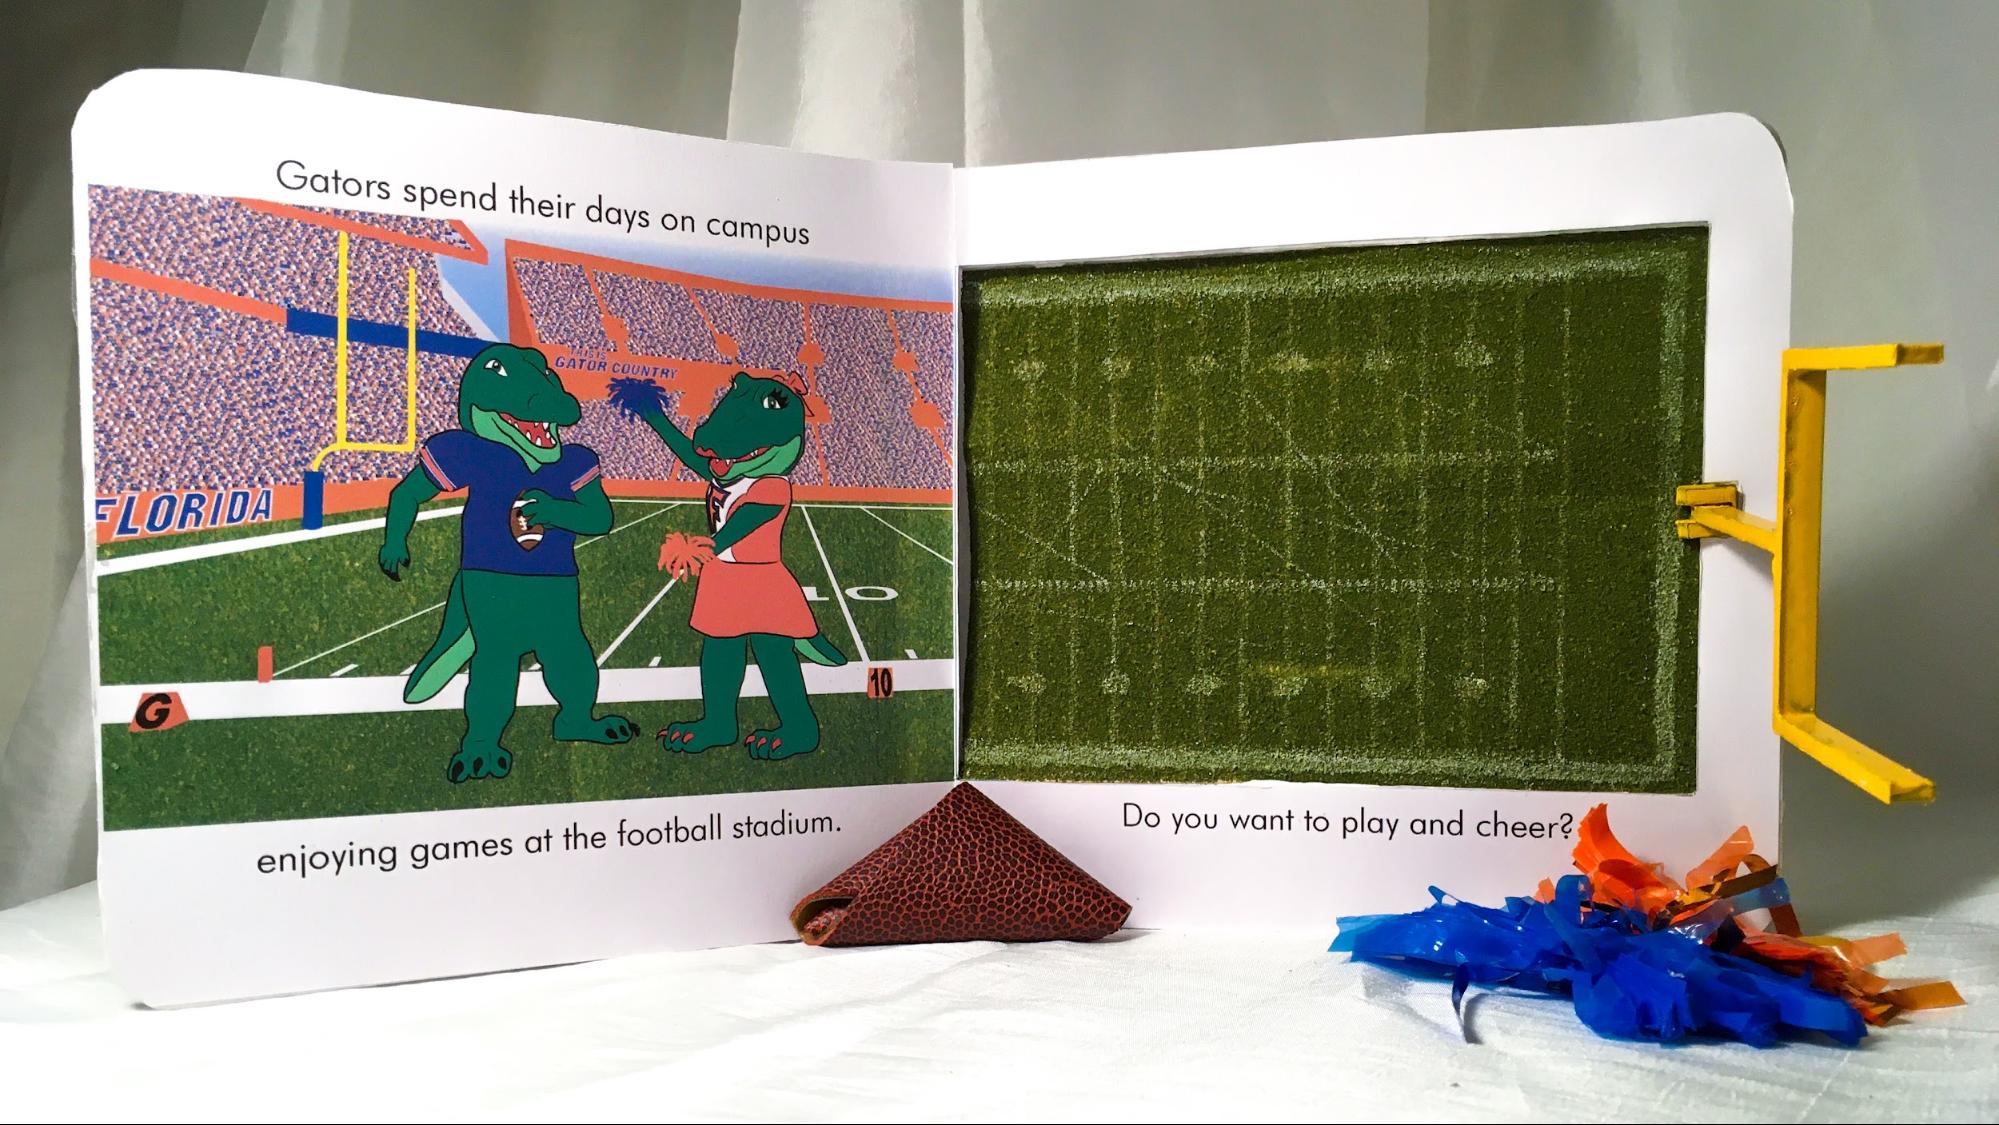 Gators spend their days on campus
THIS IS
GATOR COUNTRY
FLORIDA
F
10
G
10
enjoying games at the football stadium.
Do you want to play and cheer?